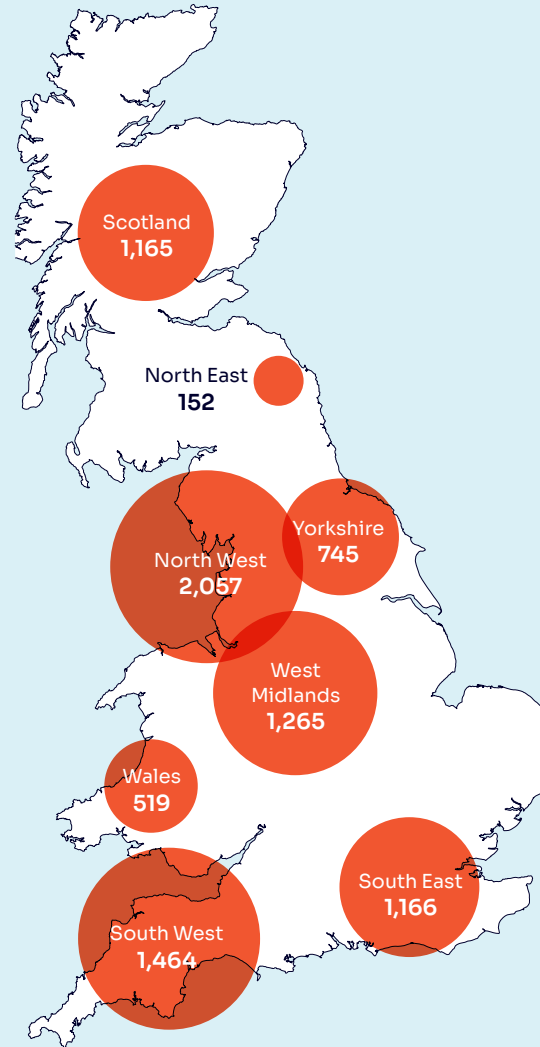 Scotland
1,165
North East
152
Yorkshire
745
North West
2,057
West
Midlands
1,265
Wales
519
South East
1,166
South West
1,464